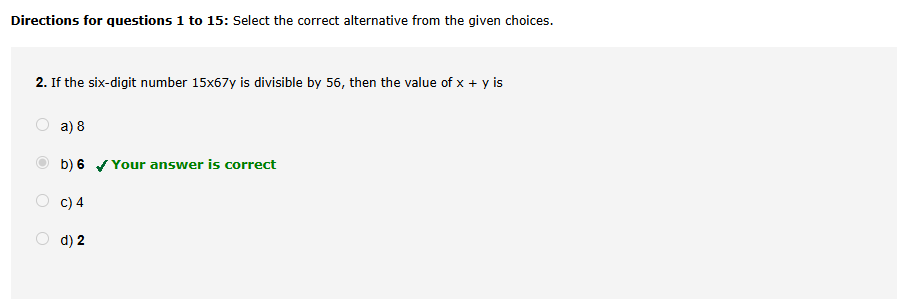 Directions for questions 1 to 15: Select the correct alternative from the given choices.
2. If the six-digit number 15x67y is divisible by 56, then the value of x + y is
a) 8
b) 6 ✓ Your answer is correct
c) 4
d) 2